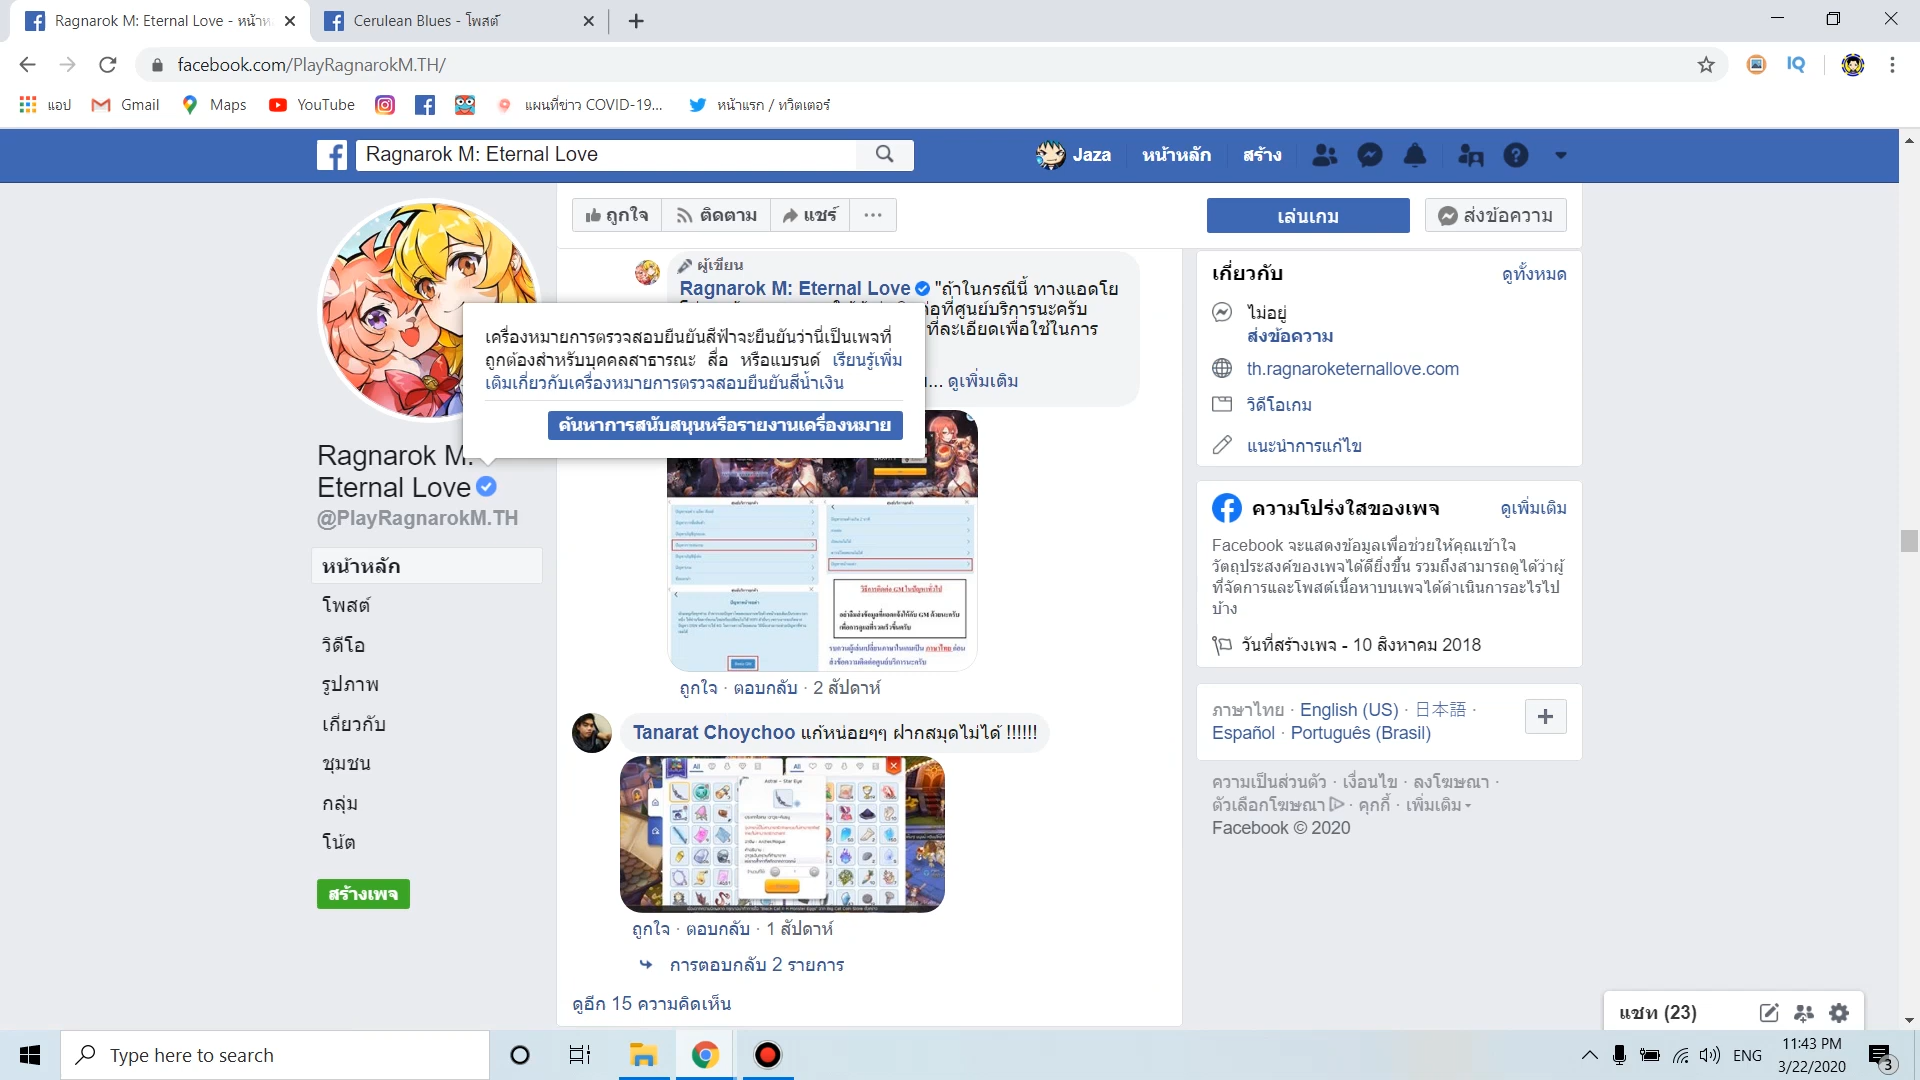 Ragnarok M: Eternal Love - หน้าห
Cerulean Blues - โพสต์
facebook.com/PlayRagnarokM.TH/
IQ
แอป
Gmail
Maps
YouTube
แผนที่ข่าว COVID-19...
หน้าแรก / ทวิตเตอร์
Ragnarok M: Eternal Love
Jaza
หน้าหลัก
สร้าง
ถูกใจ
ติดตาม
แชร์
เล่นเกม
ส่งข้อความ
ผู้เขียน
Ragnarok M: Eternal Love "ถ้าในกรณีนี้ ทางแอดโย
่อที่ศูนย์บริการนะครับ
ที่ละเอียดเพื่อใช้ในการ
... ดูเพิ่มเติม
เครื่องหมายการตรวจสอบยืนยันสีฟ้าจะยืนยันว่านี่เป็นเพจที่
ถูกต้องสำหรับบุคคลสาธารณะ สื่อ หรือแบรนด์ เรียนรู้เพิ่ม
เติมเกี่ยวกับเครื่องหมายการตรวจสอบยืนยันสีน้ำเงิน
ค้นหาการสนับสนุนหรือรายงานเครื่องหมาย
Ragnarok M:
Eternal Love
@PlayRagnarokM.TH
หน้าหลัก
โพสต์
วิดีโอ
รูปภาพ
เกี่ยวกับ
ชุมชน
กลุ่ม
โน้ต
สร้างเพจ
วิธีการติดต่อ GM ในปัญหาทั่วไป
ถูกใจ · ตอบกลับ · 2 สัปดาห์
Tanarat Choychoo แก้หน่อยๆๆ ฝากสมุดไม่ได้ !!!!!!
All
All
Astral - Star Eye
ถูกใจ · ตอบกลับ · 1 สัปดาห์
การตอบกลับ 2 รายการ
ดูอีก 15 ความคิดเห็น
เกี่ยวกับ
ดูทั้งหมด
ไม่อยู่
ส่งข้อความ
th.ragnaroketernallove.com
วิดีโอเกม
แนะนำการแก้ไข
ความโปร่งใสของเพจ
ดูเพิ่มเติม
Facebook จะแสดงข้อมูลเพื่อช่วยให้คุณเข้าใจ
วัตถุประสงค์ของเพจได้ดียิ่งขึ้น รวมถึงสามารถดูได้ว่าผู้
ที่จัดการและโพสต์เนื้อหาบนเพจได้ดำเนินการอะไรไป
บ้าง
วันที่สร้างเพจ - 10 สิงหาคม 2018
ภาษาไทย · English (US) · 日本語 ·
Español · Português (Brasil)
ความเป็นส่วนตัว · เงื่อนไข · ลงโฆษณา ·
ตัวเลือกโฆษณา · คุกกี้ · เพิ่มเติม
Facebook © 2020
แชท (23)
Type here to search
ENG
11:43 PM
3/22/2020
3